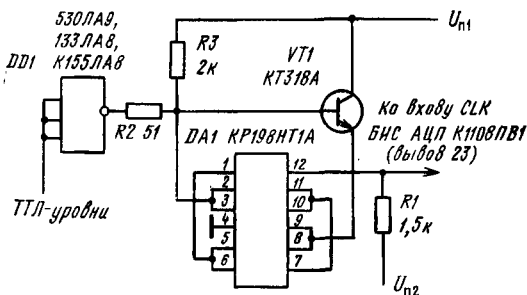 530ЛА9,
133ЛА8,
К155ЛА8
DD1
R3
2к
VT1
КТ318А
Uп1
R2 51
DA1 КР198НТ1А
Ко входу CLK
БИС АЦП К1108ПВ1
(вывод 23)
ТТЛ-уровни
1
2
3
4
5
6
12
11
10
9
8
7
R1
1,5к
Uп2